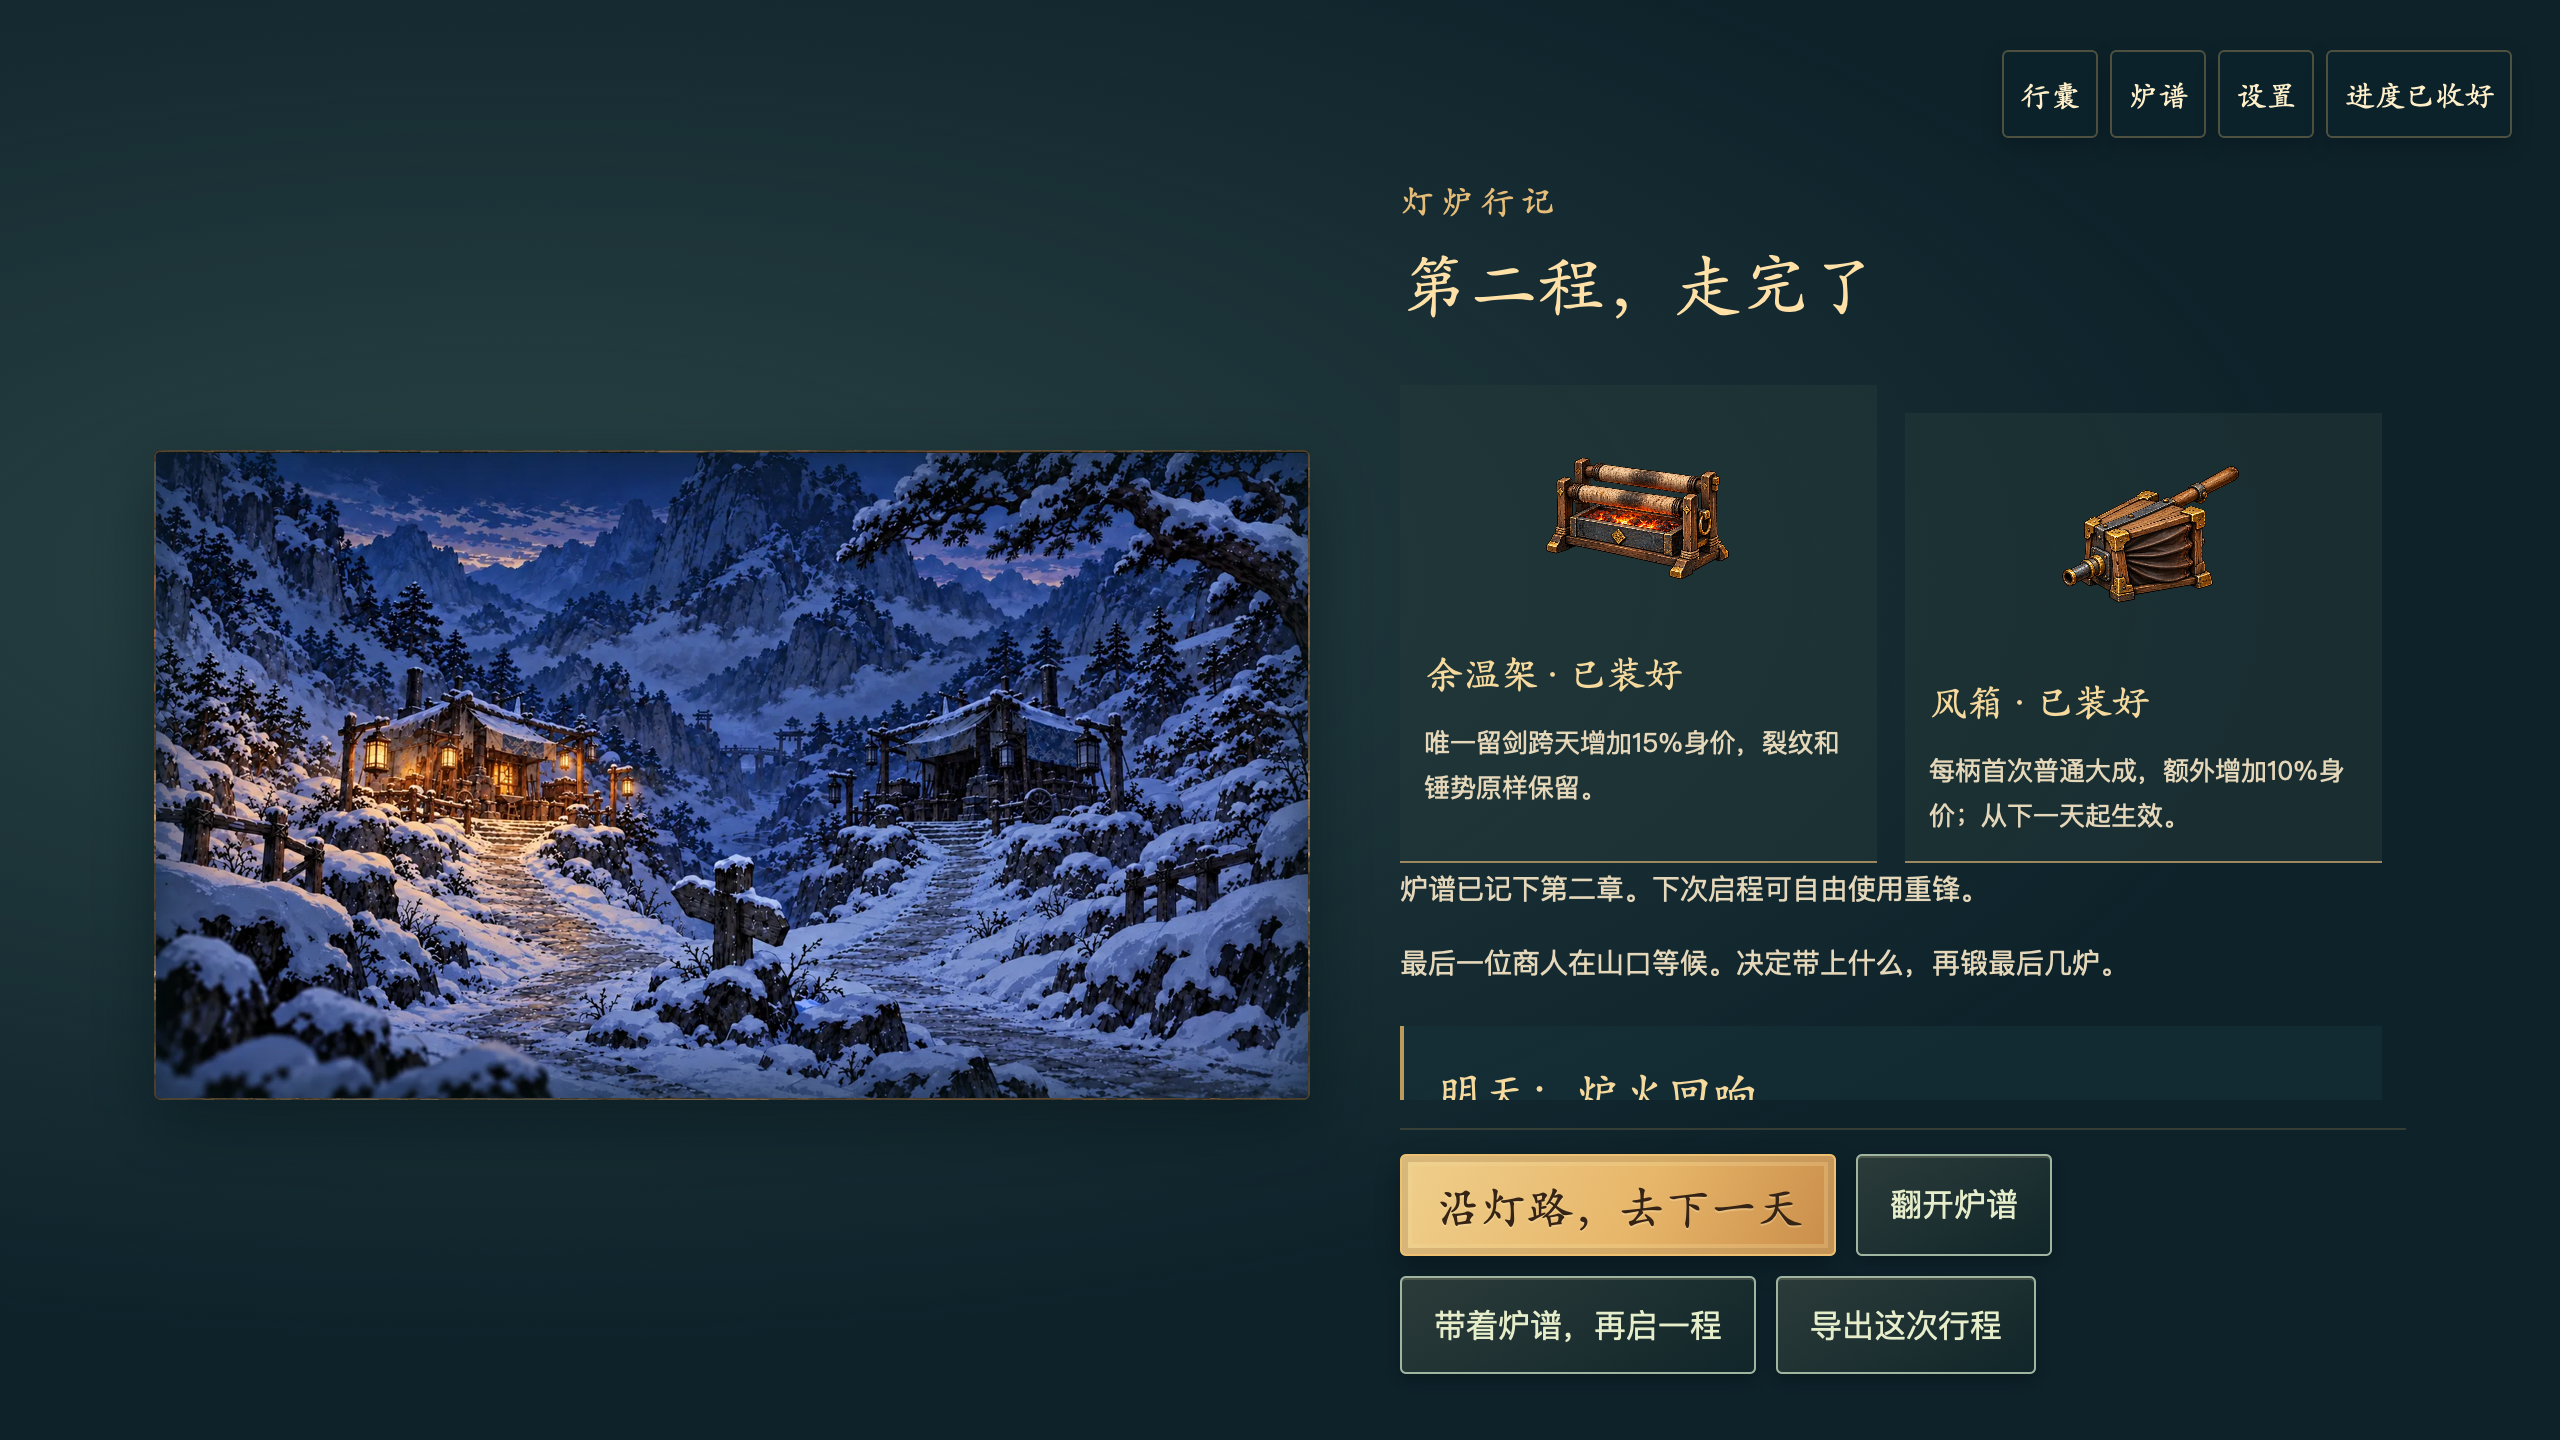 行囊
炉谱
设置
进度已收好
灯炉行记
第二程，走完了
余温架 · 已装好
唯一留剑跨天增加15%身价，裂纹和
锤势原样保留。
风箱 · 已装好
每柄首次普通大成，额外增加10%身
价；从下一天起生效。
炉谱已记下第二章。下次启程可自由使用重锋。
最后一位商人在山口等候。决定带上什么，再锻最后几炉。
明天：炉火回响
沿灯路，去下一天
翻开炉谱
带着炉谱，再启一程
导出这次行程